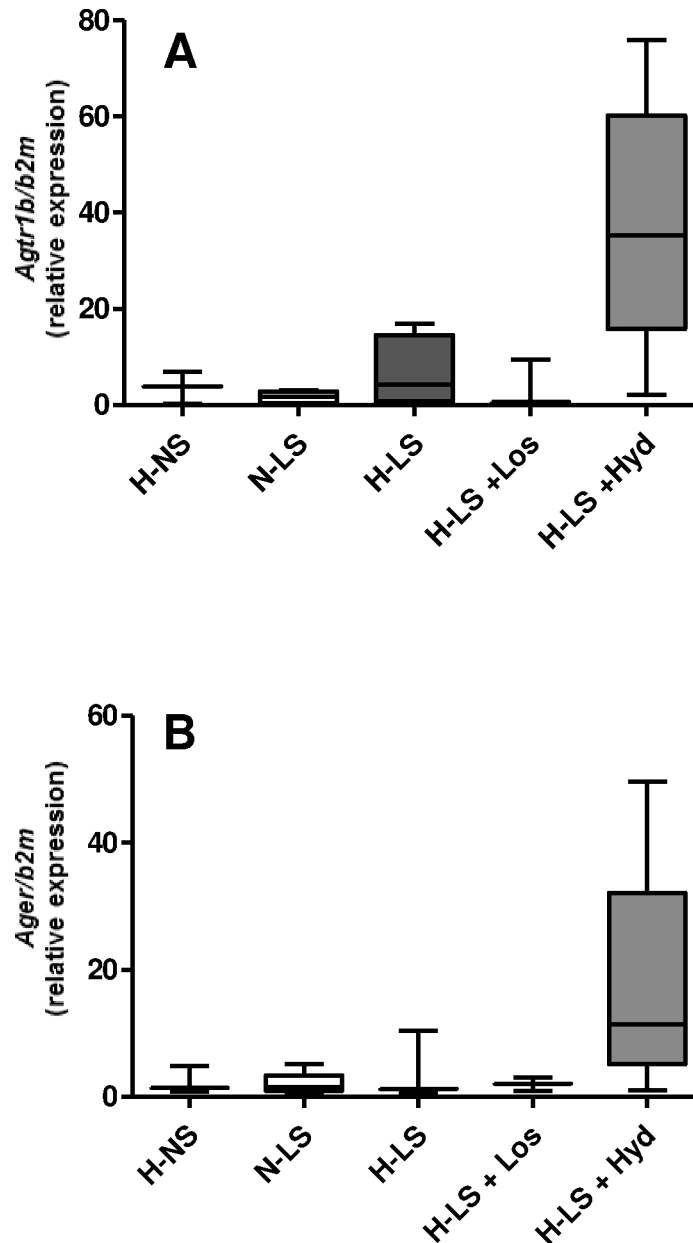 A
Agtr1b/b2m
(relative expression)
80
60
40
20
0
H-NS
N-LS
H-LS
H-LS +Los
H-LS +Hyd
B
Ager/b2m
(relative expression)
60
40
20
0
H-NS
N-LS
H-LS
H-LS + Los
H-LS + Hyd